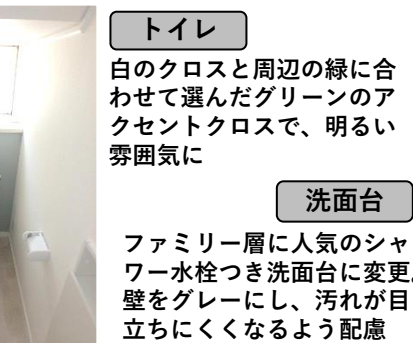 トイレ
白のクロスと周辺の緑に合
わせて選んだグリーンのア
クセントクロスで、明るい
雰囲気に
洗面台
ファミリー層に人気のシャ
ワー水栓つき洗面台に変更。
壁をグレーにし、汚れが目
立ちにくくなるよう配慮